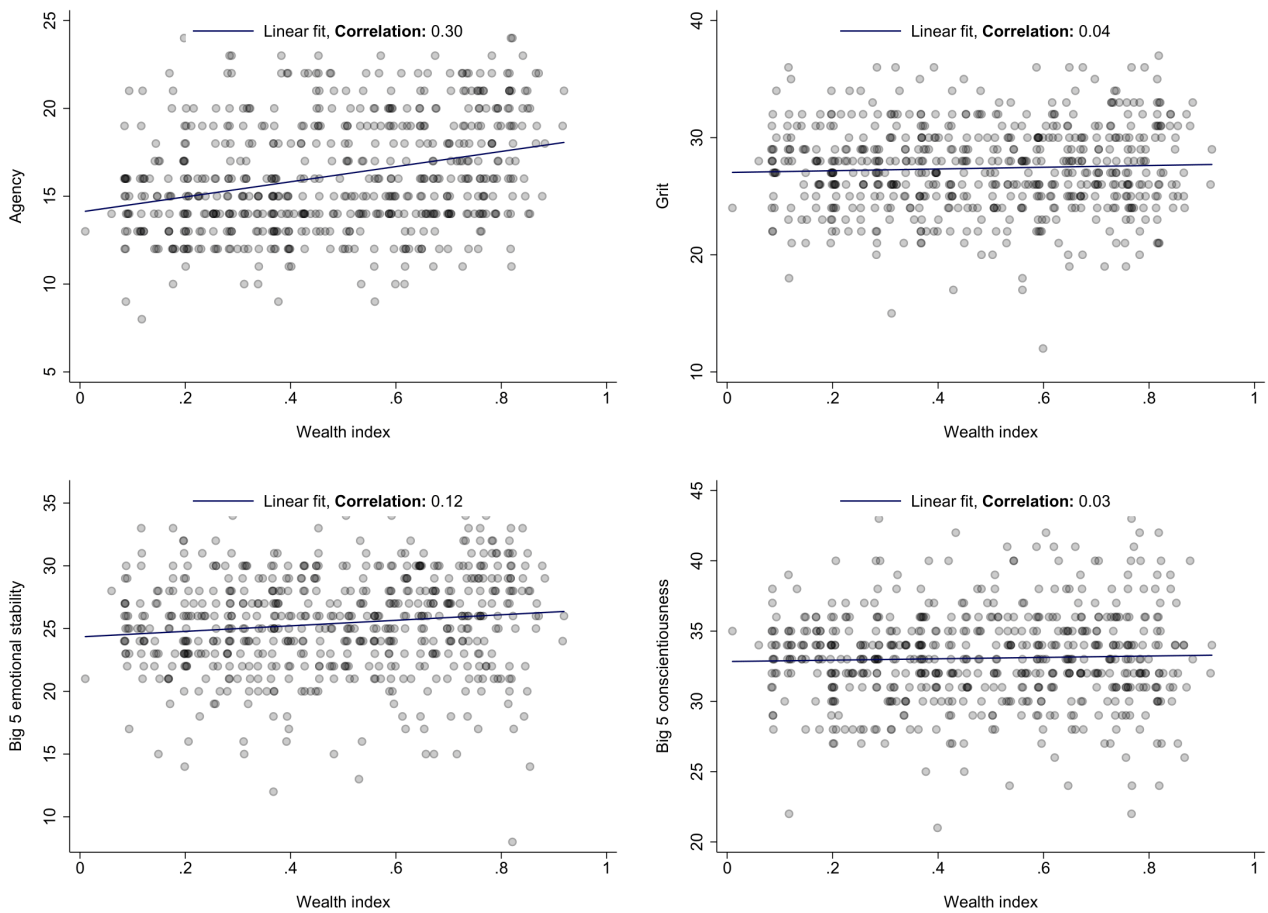 Linear fit, Correlation: 0.30
25
20
15
10
5
Agency
0 .2 .4 .6 .8 1
Wealth index
Linear fit, Correlation: 0.04
40
30
20
10
Grit
0 .2 .4 .6 .8 1
Wealth index
Linear fit, Correlation: 0.12
35
30
25
20
15
10
Big 5 emotional stability
0 .2 .4 .6 .8 1
Wealth index
Linear fit, Correlation: 0.03
45
40
35
30
25
20
Big 5 conscientiousness
0 .2 .4 .6 .8 1
Wealth index